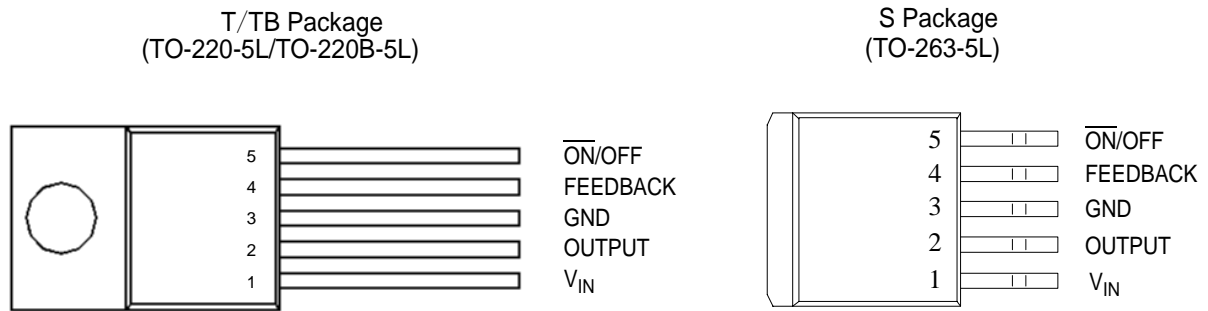 T/TB Package
(TO-220-5L/TO-220B-5L)
5 ON/OFF
4 FEEDBACK
3 GND
2 OUTPUT
1 VIN
S Package
(TO-263-5L)
5 ON/OFF
4 FEEDBACK
3 GND
2 OUTPUT
1 VIN